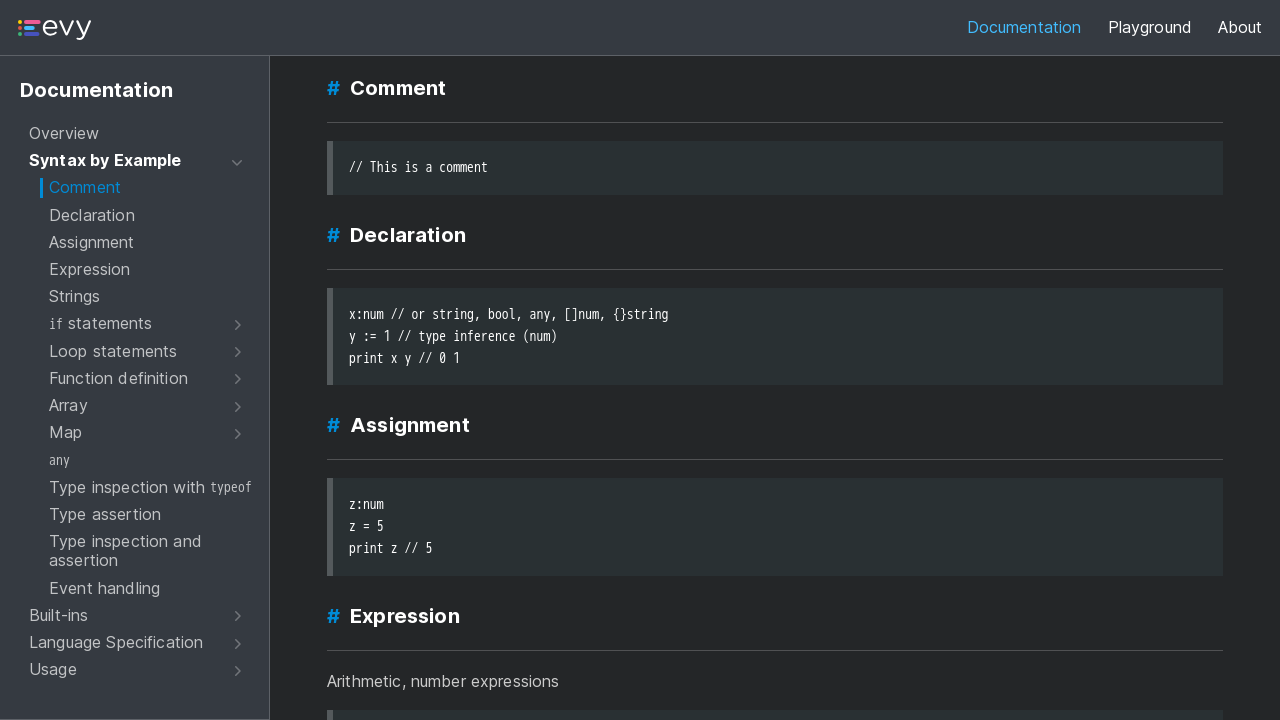 evy
Documentation
Playground
About
Documentation
Overview
Syntax by Example
Comment
Declaration
Assignment
Expression
Strings
if statements
Loop statements
Function definition
Array
Map
any
Type inspection with typeof
Type assertion
Type inspection and
assertion
Event handling
Built-ins
Language Specification
Usage
# Comment
// This is a comment
# Declaration
x:num // or string, bool, any, []num, {}string
y := 1 // type inference (num)
print x y // 0 1
# Assignment
z:num
z = 5
print z // 5
# Expression
Arithmetic, number expressions